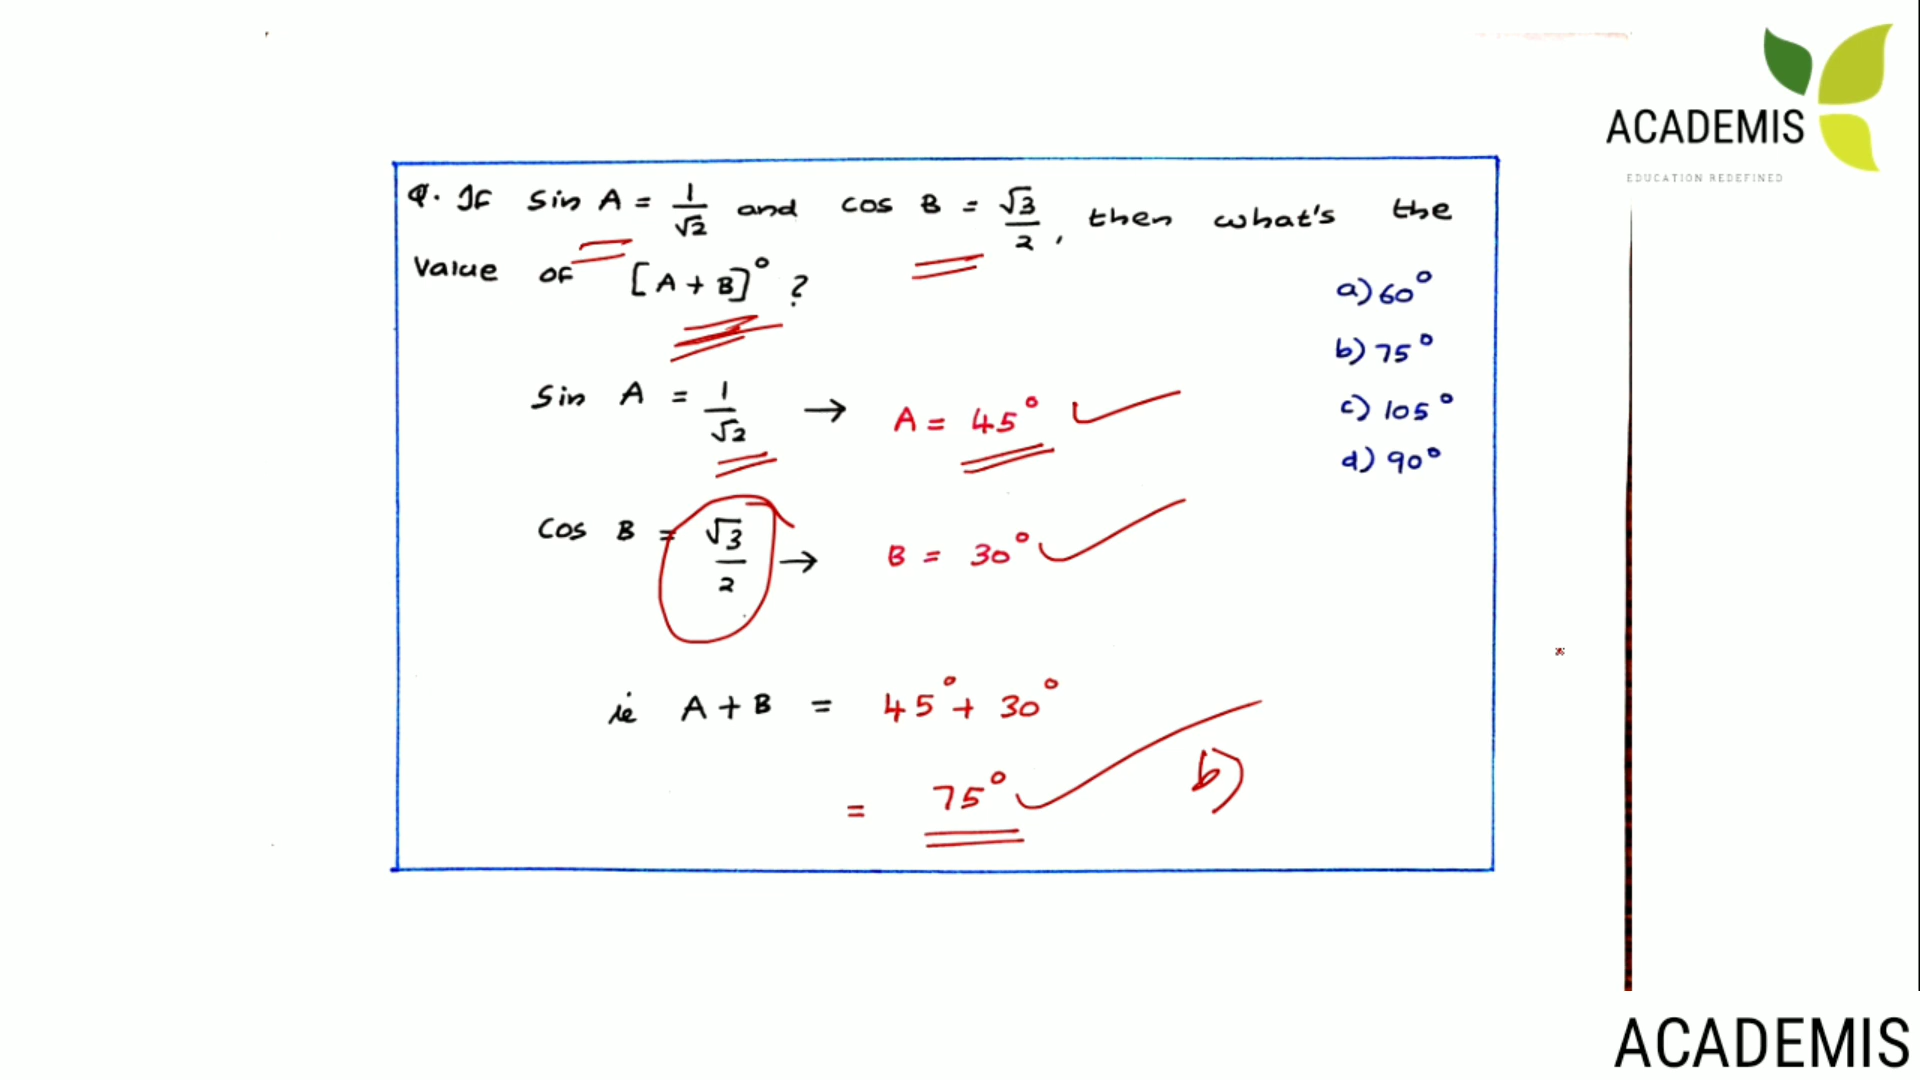 ACADEMIS
EDUCATION REDEFINED
Q. If sin A = 1/√2 and cos B = √3/2, then what's the
Value of [A + B]° ?
a) 60°
b) 75°
c) 105°
d) 90°
Sin A = 1/√2 → A = 45°
Cos B = √3/2 → B = 30°
ie A + B = 45° + 30°
= 75° b)
ACADEMIS